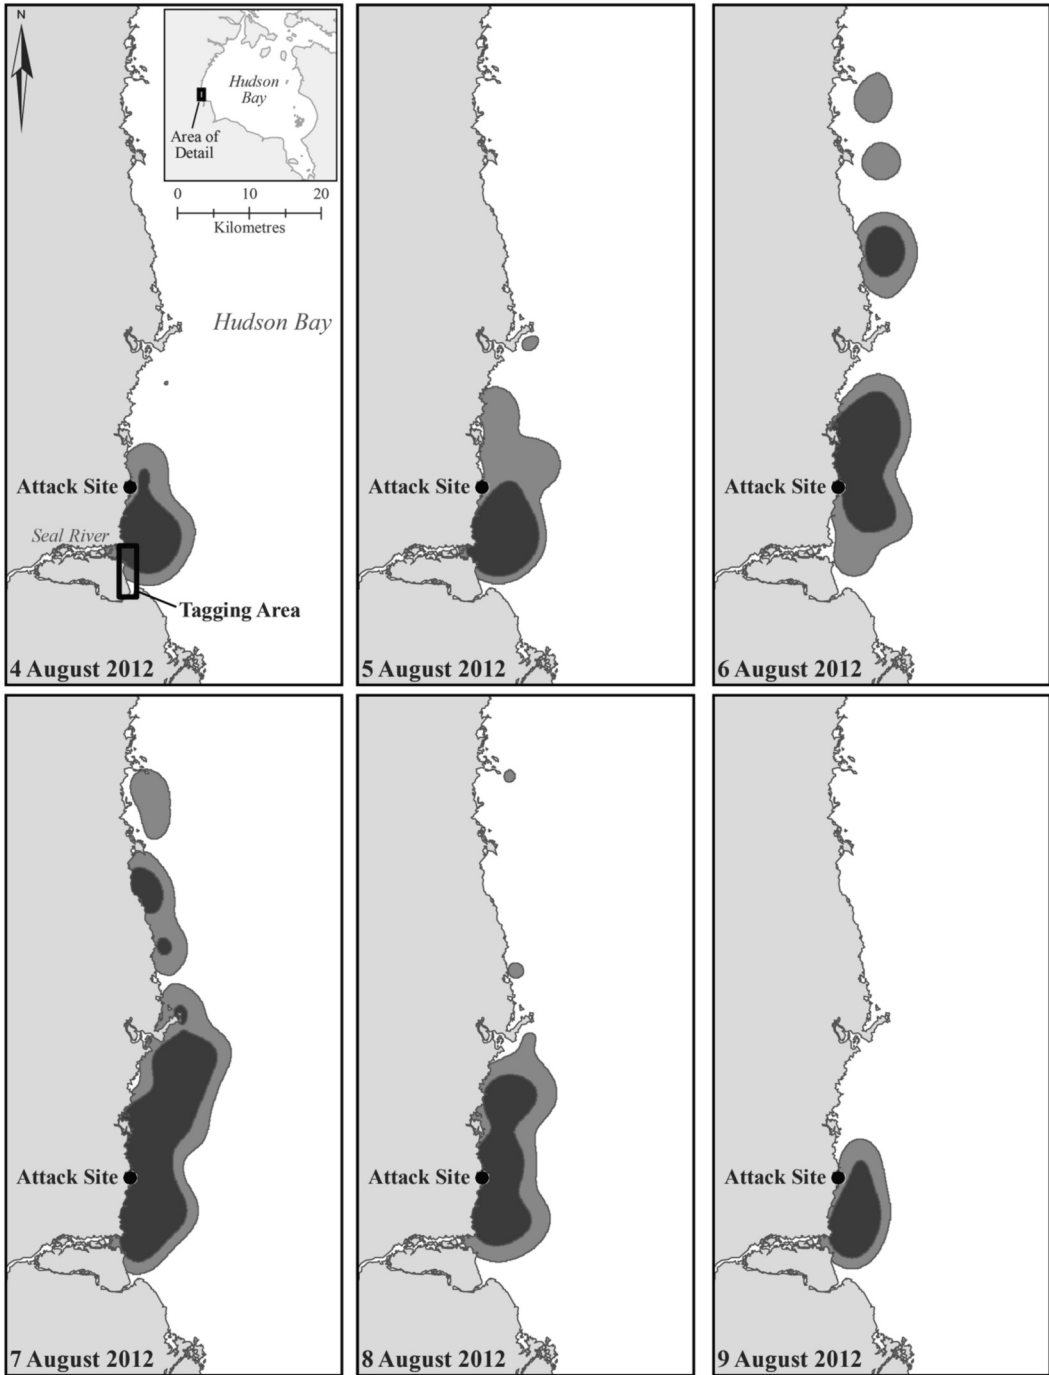 N
Hudson
Bay
Area of
Detail
0 10 20
Kilometres
Hudson Bay
Attack Site
Seal River
Tagging Area
4 August 2012
Attack Site
5 August 2012
Attack Site
6 August 2012
Attack Site
7 August 2012
Attack Site
8 August 2012
Attack Site
9 August 2012